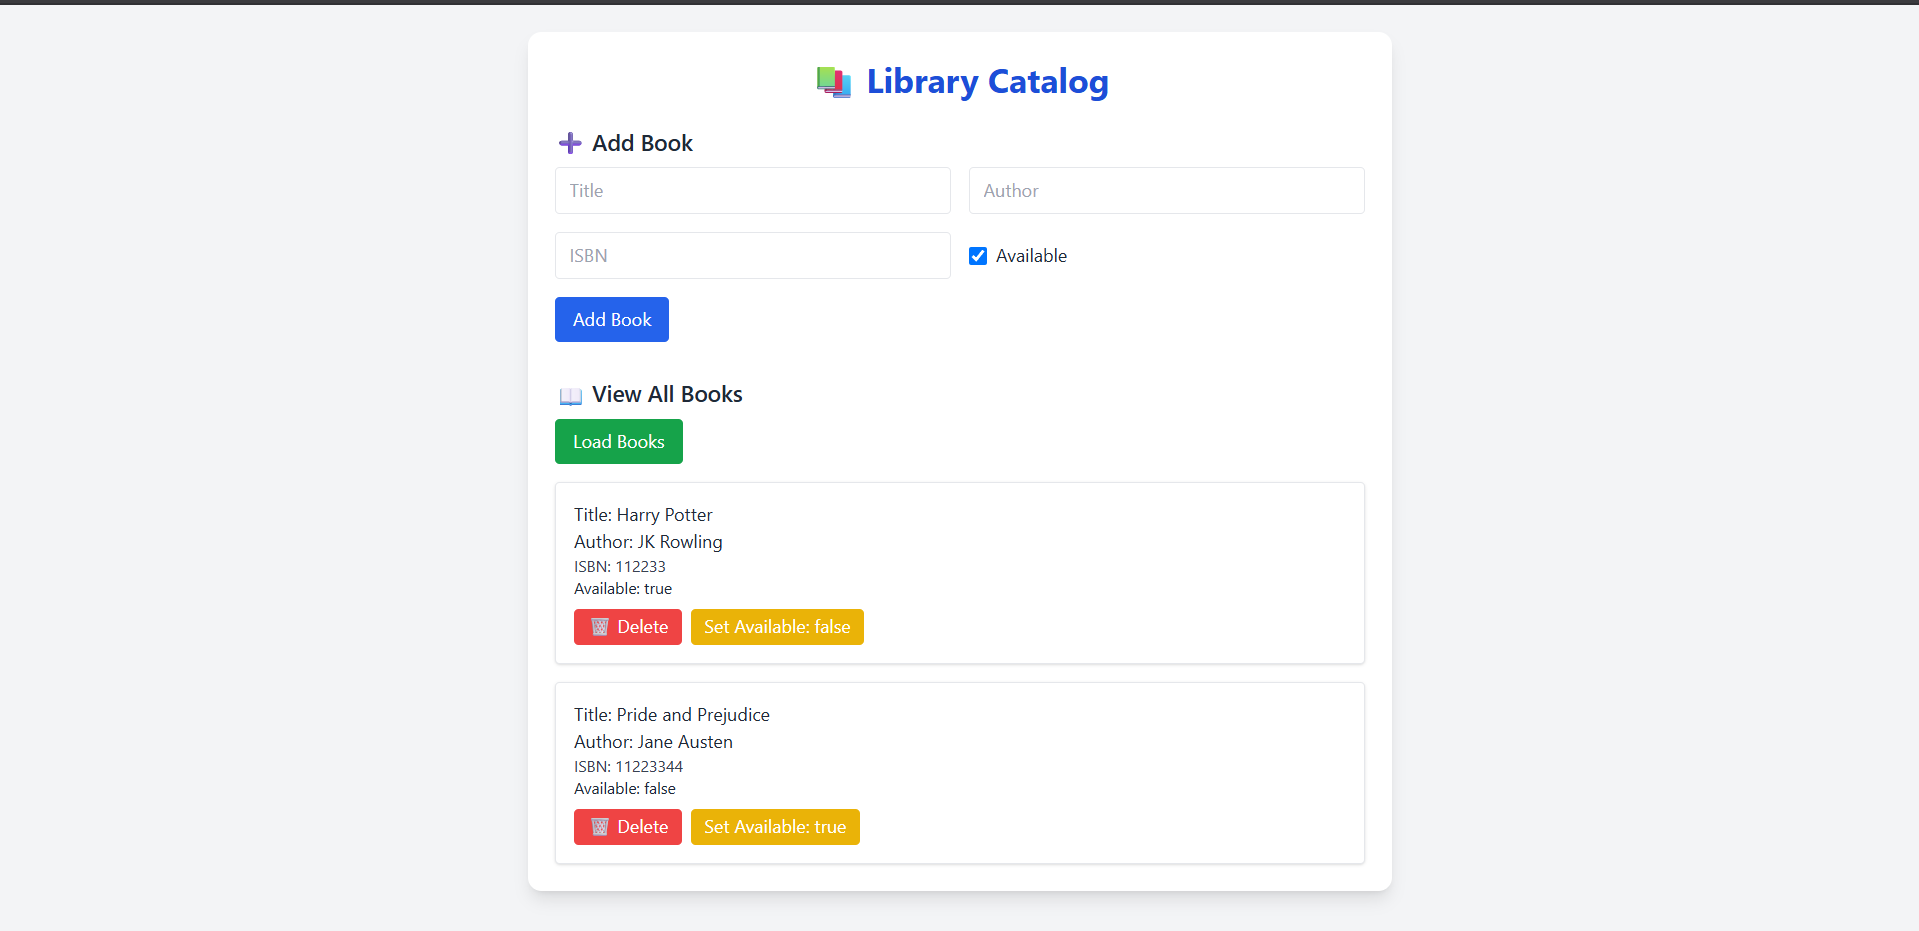 📚 Library Catalog
➕ Add Book
Title
Author
ISBN
Available
Add Book
📖 View All Books
Load Books
Title: Harry Potter
Author: JK Rowling
ISBN: 112233
Available: true
🗑️ Delete
Set Available: false
Title: Pride and Prejudice
Author: Jane Austen
ISBN: 11223344
Available: false
🗑️ Delete
Set Available: true